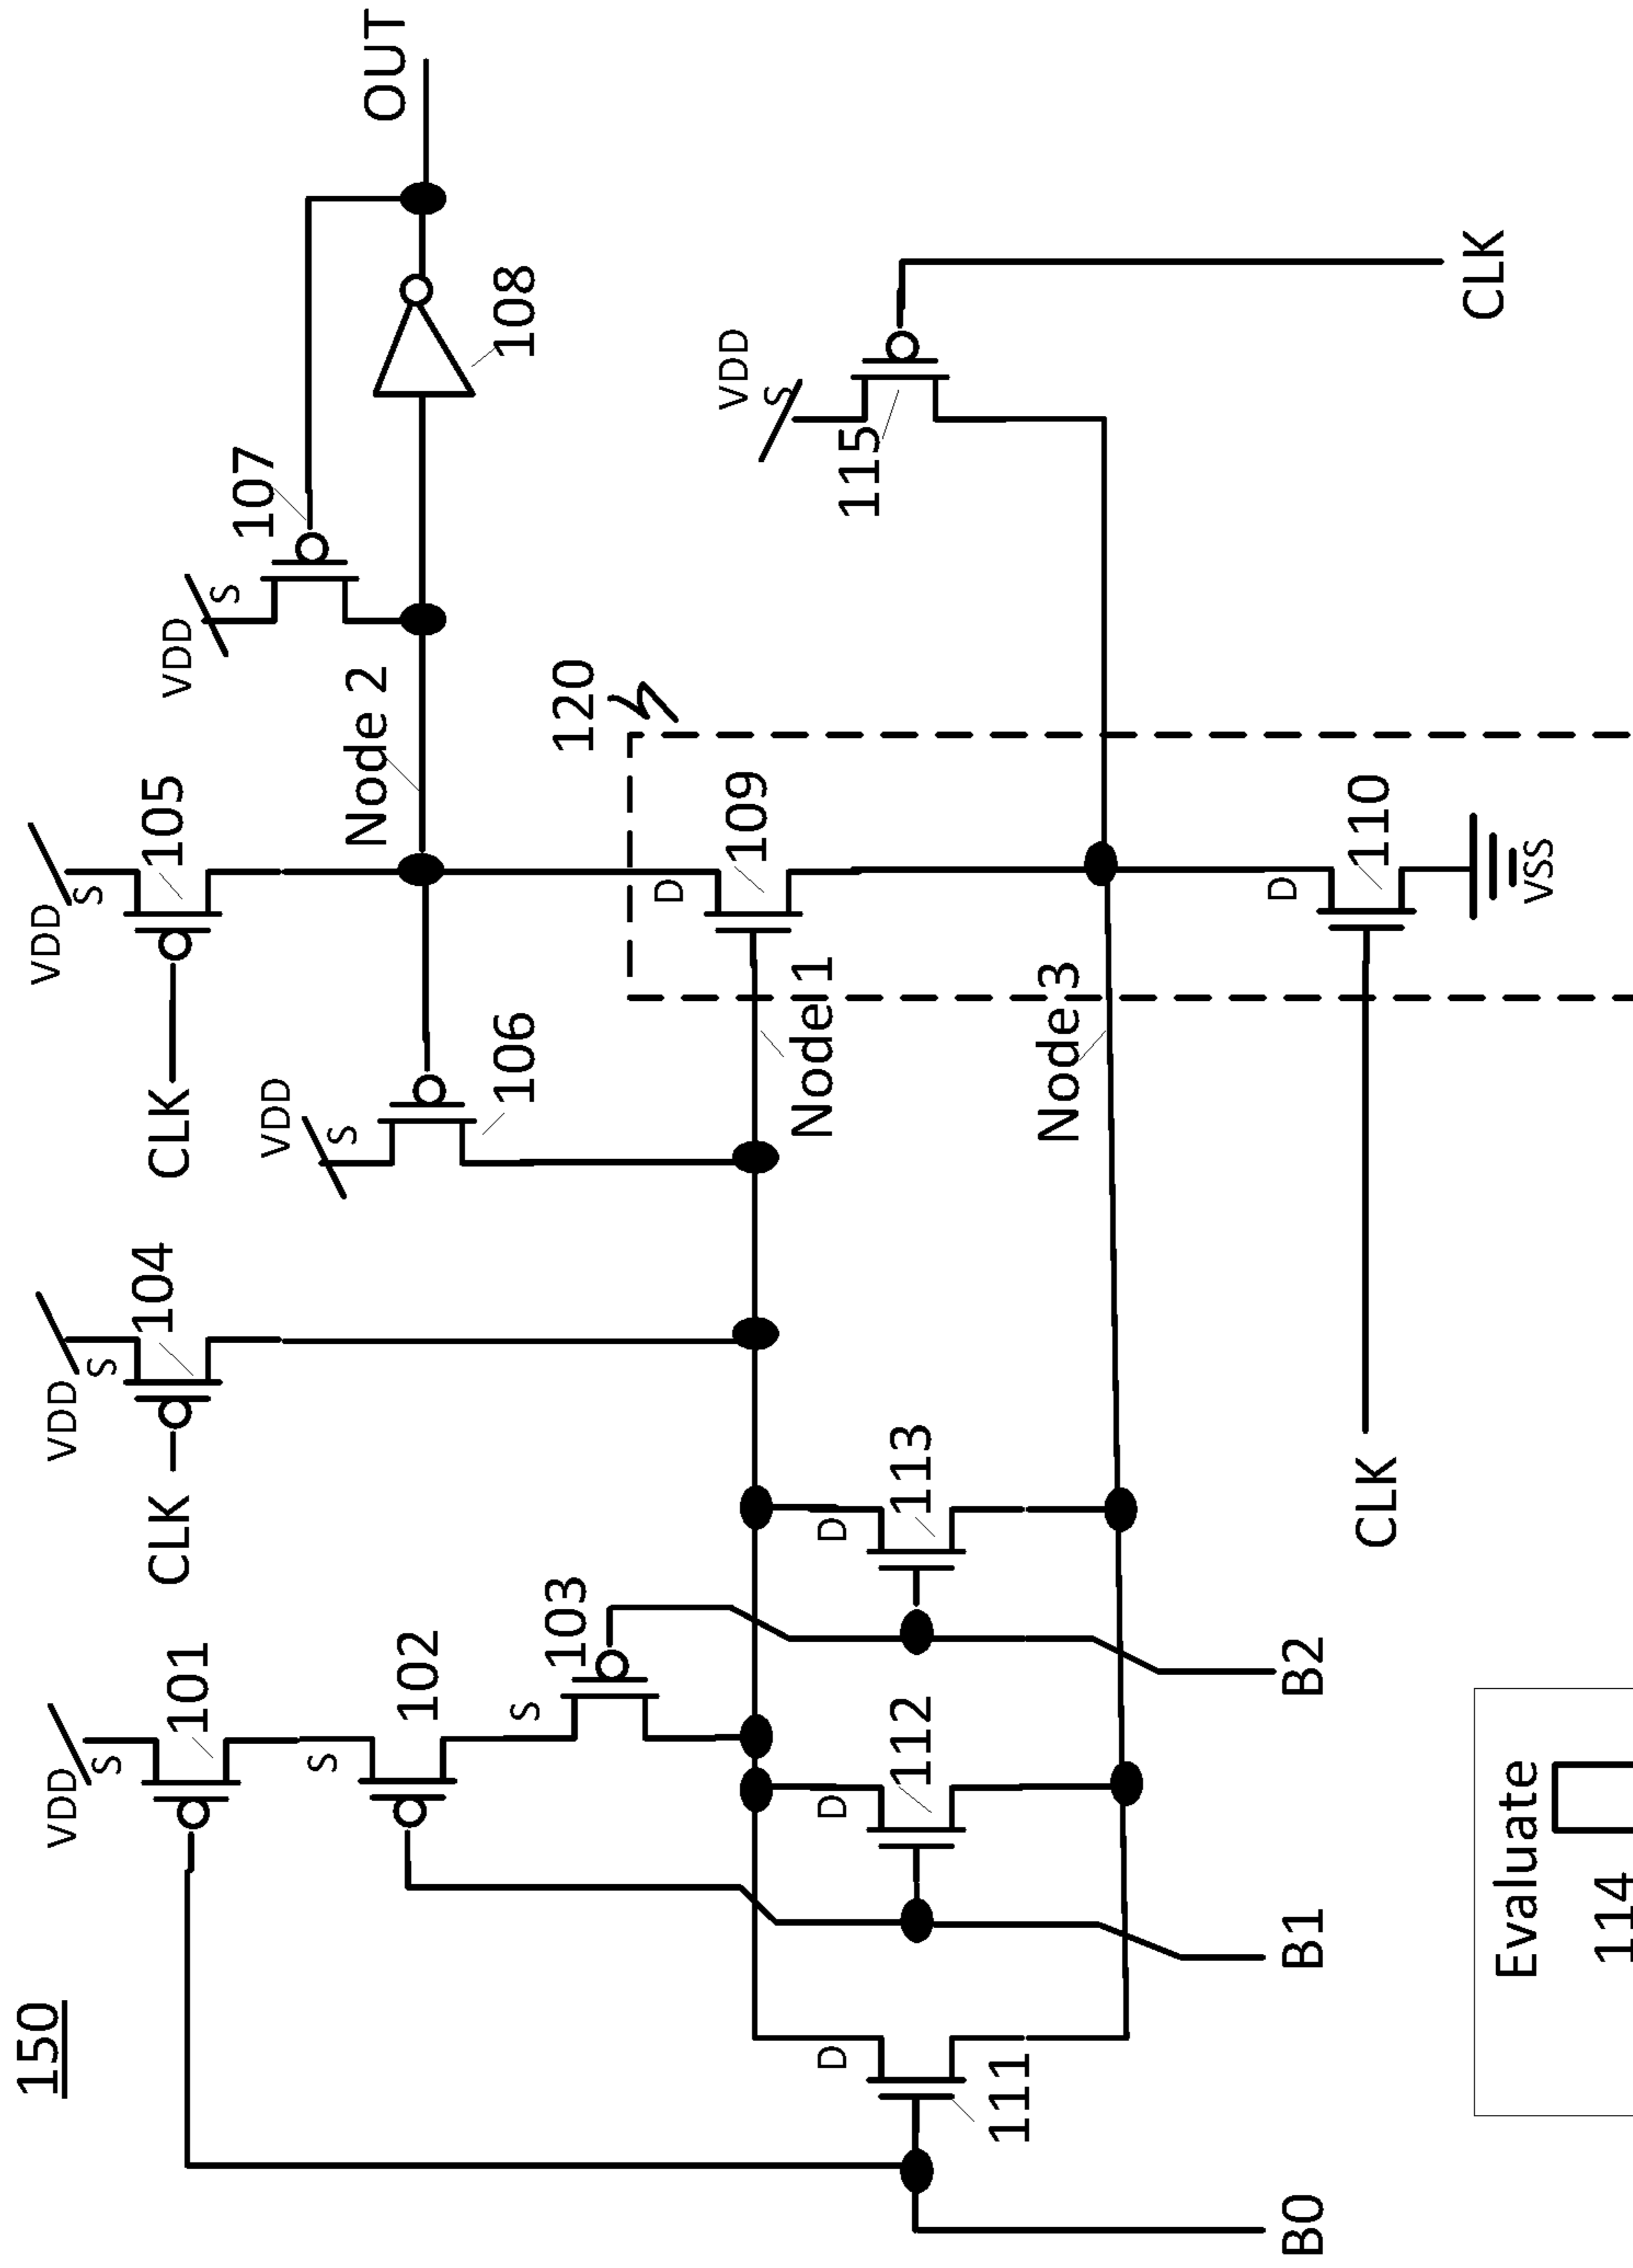 150
VDD
S
101
S
102
S
103
CLK
VDD
S
104
CLK
VDD
S
105
VDD
S
106
Node 2
VDD
S
107
108
OUT
120
D
109
Node 1
Node 3
VDD
S
115
CLK
D
111
D
112
D
113
D
110
VSS
CLK
B0
B1
B2
Evaluate
114